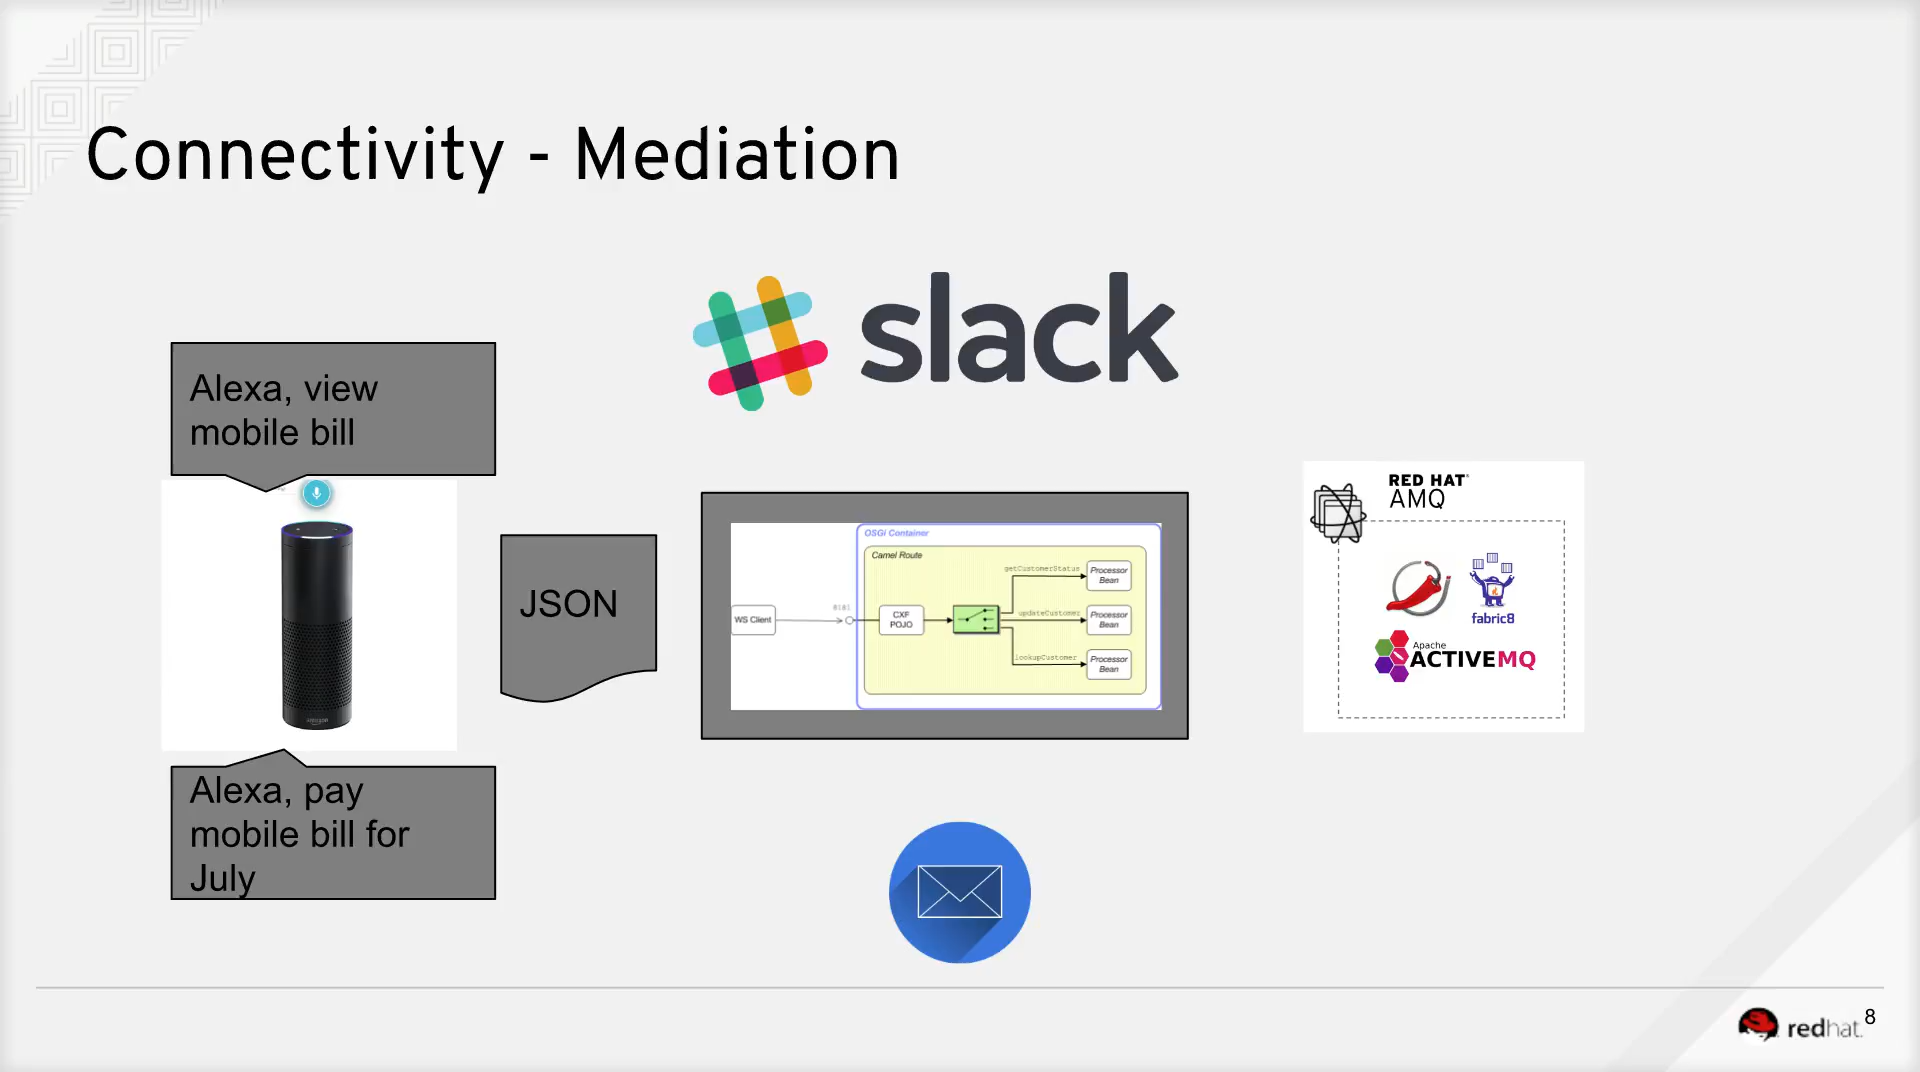 Connectivity - Mediation
slack
Alexa, view
mobile bill
JSON
OSGi Container
Camel Route
WS Client
8181
CXF
POJO
getCustomerStatus
Processor
Bean
updateCustomer
Processor
Bean
lookupCustomer
Processor
Bean
RED HAT
AMQ
fabric8
Apache
ACTIVEMQ
amazon
Alexa, pay
mobile bill for
July
redhat.
8